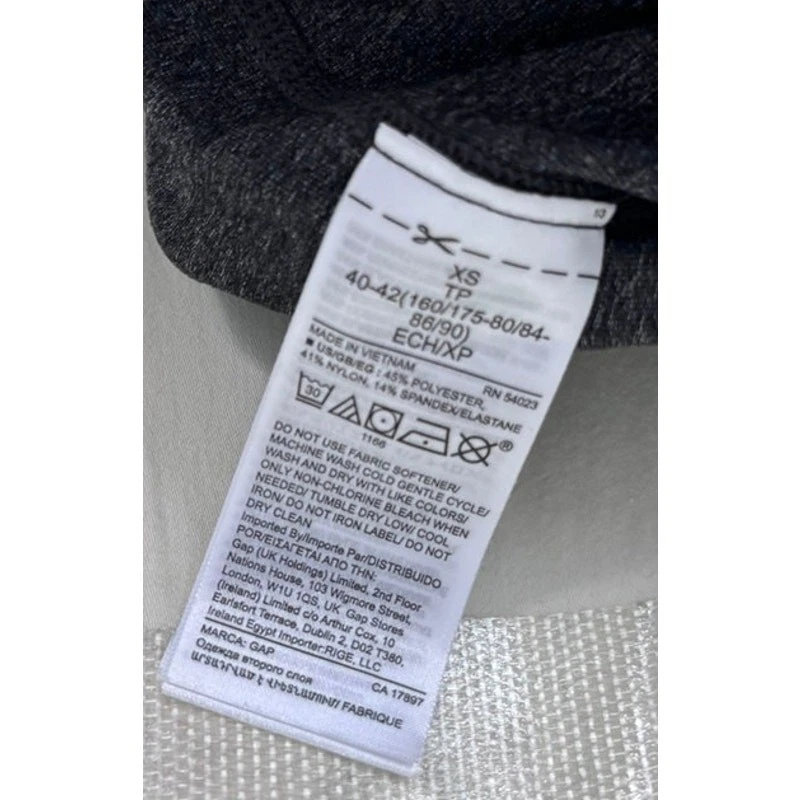 XS
TP
40-42(160/175-80/84-
86/90)
ECH/XP
MADE IN VIETNAM RN 54023
■ US/GB/EG : 45% POLYESTER,
41% NYLON, 14% SPANDEX/ELASTANE
30
1166
®
DO NOT USE FABRIC SOFTENER/
MACHINE WASH COLD GENTLE CYCLE/
WASH AND DRY WITH LIKE COLORS/
ONLY NON-CHLORINE BLEACH WHEN
NEEDED/ TUMBLE DRY LOW/ COOL
IRON/ DO NOT IRON LABEL/ DO NOT
DRY CLEAN
Imported By/Importe Par/DISTRIBUIDO
POR/ΕΙΣΑΓΕΤΑΙ ΑΠΟ ΤΗΝ:
Gap (UK Holdings) Limited, 2nd Floor
Nations House, 103 Wigmore Street,
London, W1U 1QS, UK. Gap Stores
(Ireland) Limited c/o Arthur Cox, 10
Earlsfort Terrace, Dublin 2, D02 T380,
Ireland Egypt Importer:RIGE, LLC
MARCA: GAP CA 17897
Одежда второго слоя
ԱՐՏԱԴՐՎԱԾ Է ՎԻԵՏՆԱՄՈՒՄ/ FABRIQUE